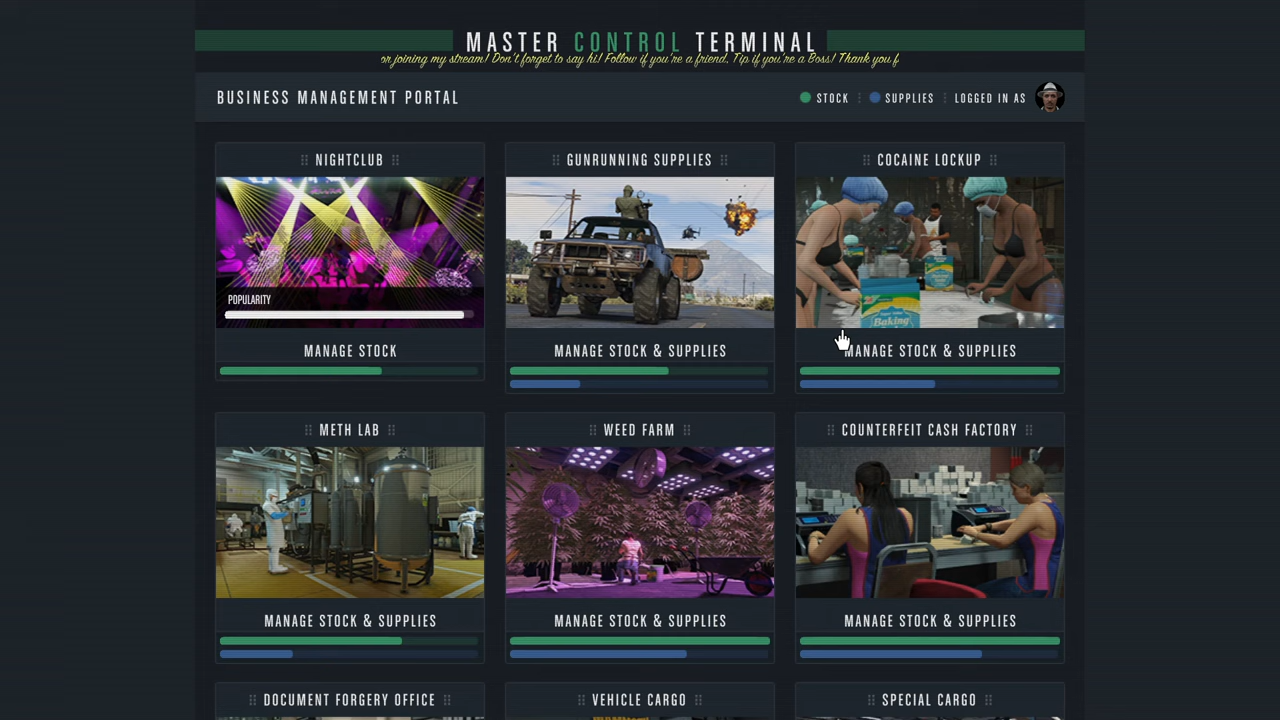 MASTER CONTROL TERMINAL
or joining my stream! Don't forget to say hi! Follow if you're a friend, Tip if you're a Boss! Thank you f
BUSINESS MANAGEMENT PORTAL
STOCK SUPPLIES LOGGED IN AS
NIGHTCLUB
GUNRUNNING SUPPLIES
COCAINE LOCKUP
POPULARITY
Baking
MANAGE STOCK
MANAGE STOCK & SUPPLIES
MANAGE STOCK & SUPPLIES
METH LAB
WEED FARM
COUNTERFEIT CASH FACTORY
MANAGE STOCK & SUPPLIES
MANAGE STOCK & SUPPLIES
MANAGE STOCK & SUPPLIES
DOCUMENT FORGERY OFFICE
VEHICLE CARGO
SPECIAL CARGO